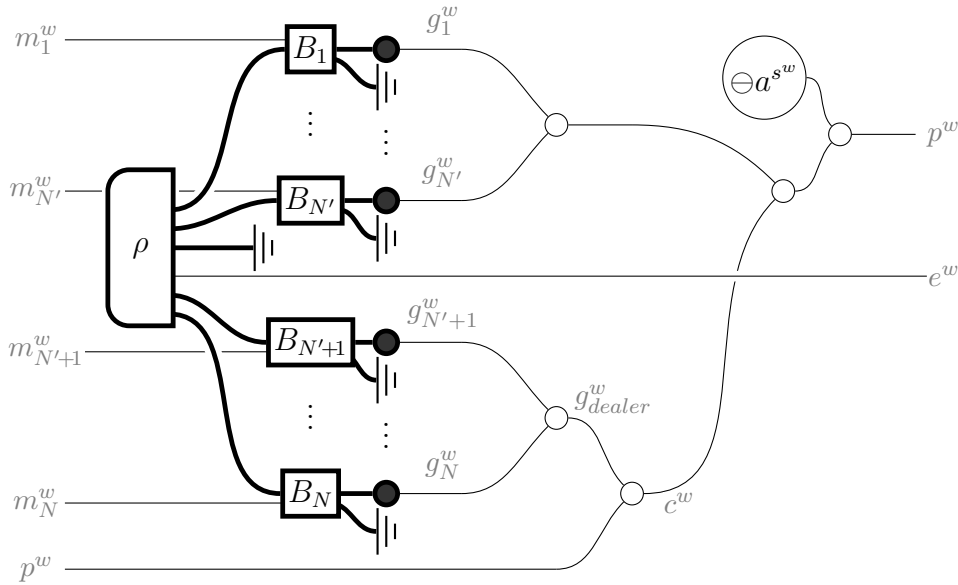 m_1^w
B_1
g_1^w
⊖a^{s^w}
p^w
⋮
⋮
m_{N'}^w
B_{N'}
g_{N'}^w
ρ
e^w
m_{N'+1}^w
B_{N'+1}
g_{N'+1}^w
g_{dealer}^w
⋮
⋮
m_N^w
B_N
g_N^w
c^w
p^w